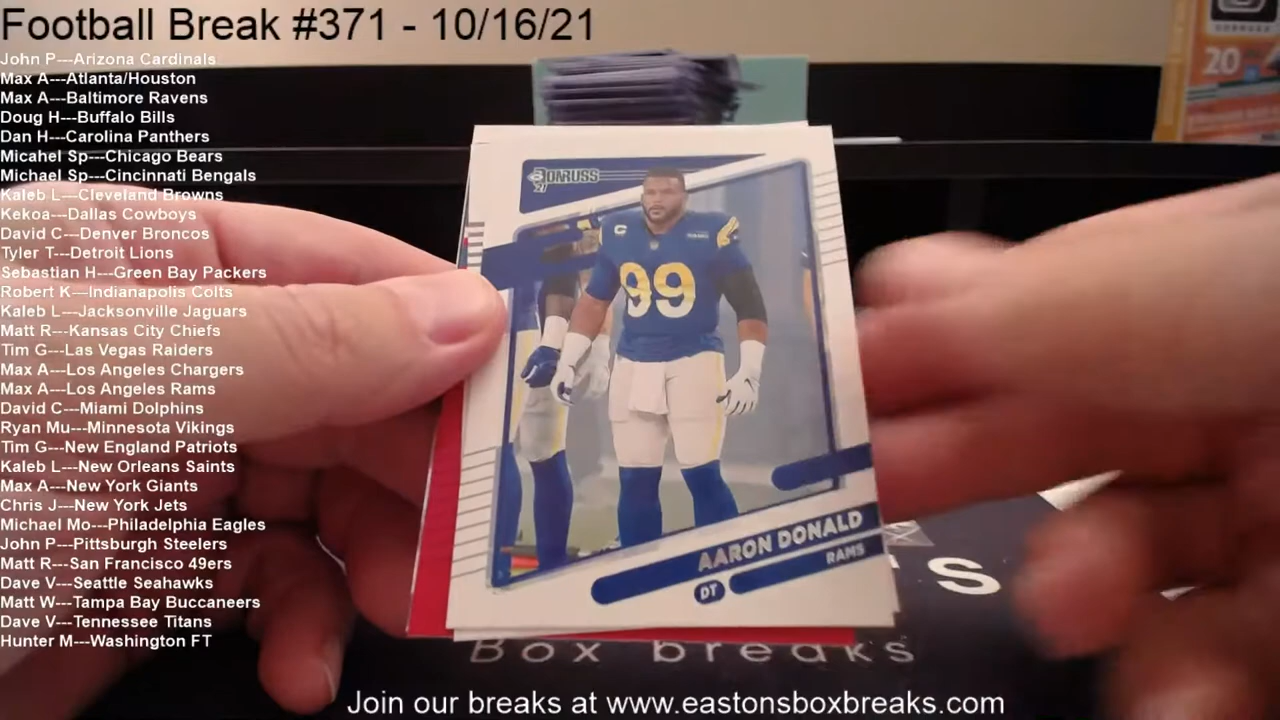 Football Break #371 - 10/16/21
John P---Arizona Cardinals
Max A---Atlanta/Houston
Max A---Baltimore Ravens
Doug H---Buffalo Bills
Dan H---Carolina Panthers
Micahel Sp---Chicago Bears
Michael Sp---Cincinnati Bengals
Kaleb L---Cleveland Browns
Kekoa---Dallas Cowboys
David C---Denver Broncos
Tyler T---Detroit Lions
Sebastian H---Green Bay Packers
Robert K---Indianapolis Colts
Kaleb L---Jacksonville Jaguars
Matt R---Kansas City Chiefs
Tim G---Las Vegas Raiders
Max A---Los Angeles Chargers
Max A---Los Angeles Rams
David C---Miami Dolphins
Ryan Mu---Minnesota Vikings
Tim G---New England Patriots
Kaleb L---New Orleans Saints
Max A---New York Giants
Chris J---New York Jets
Michael Mo---Philadelphia Eagles
John P---Pittsburgh Steelers
Matt R---San Francisco 49ers
Dave V---Seattle Seahawks
Matt W---Tampa Bay Buccaneers
Dave V---Tennessee Titans
Hunter M---Washington FT
20
DONRUSS
21
C
99
AARON DONALD
RAMS
DT
S
Box breaks
Join our breaks at www.eastonsboxbreaks.com